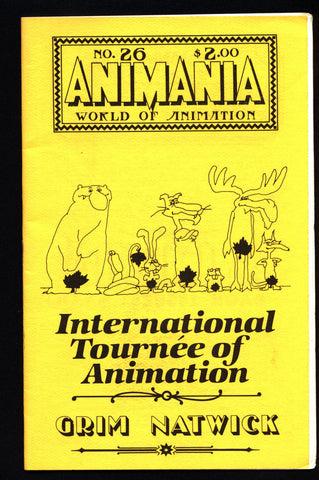 NO. 26 $2.00
ANIMANIA
WORLD OF ANIMATION
International
Tournée of
Animation
GRIM NATWICK